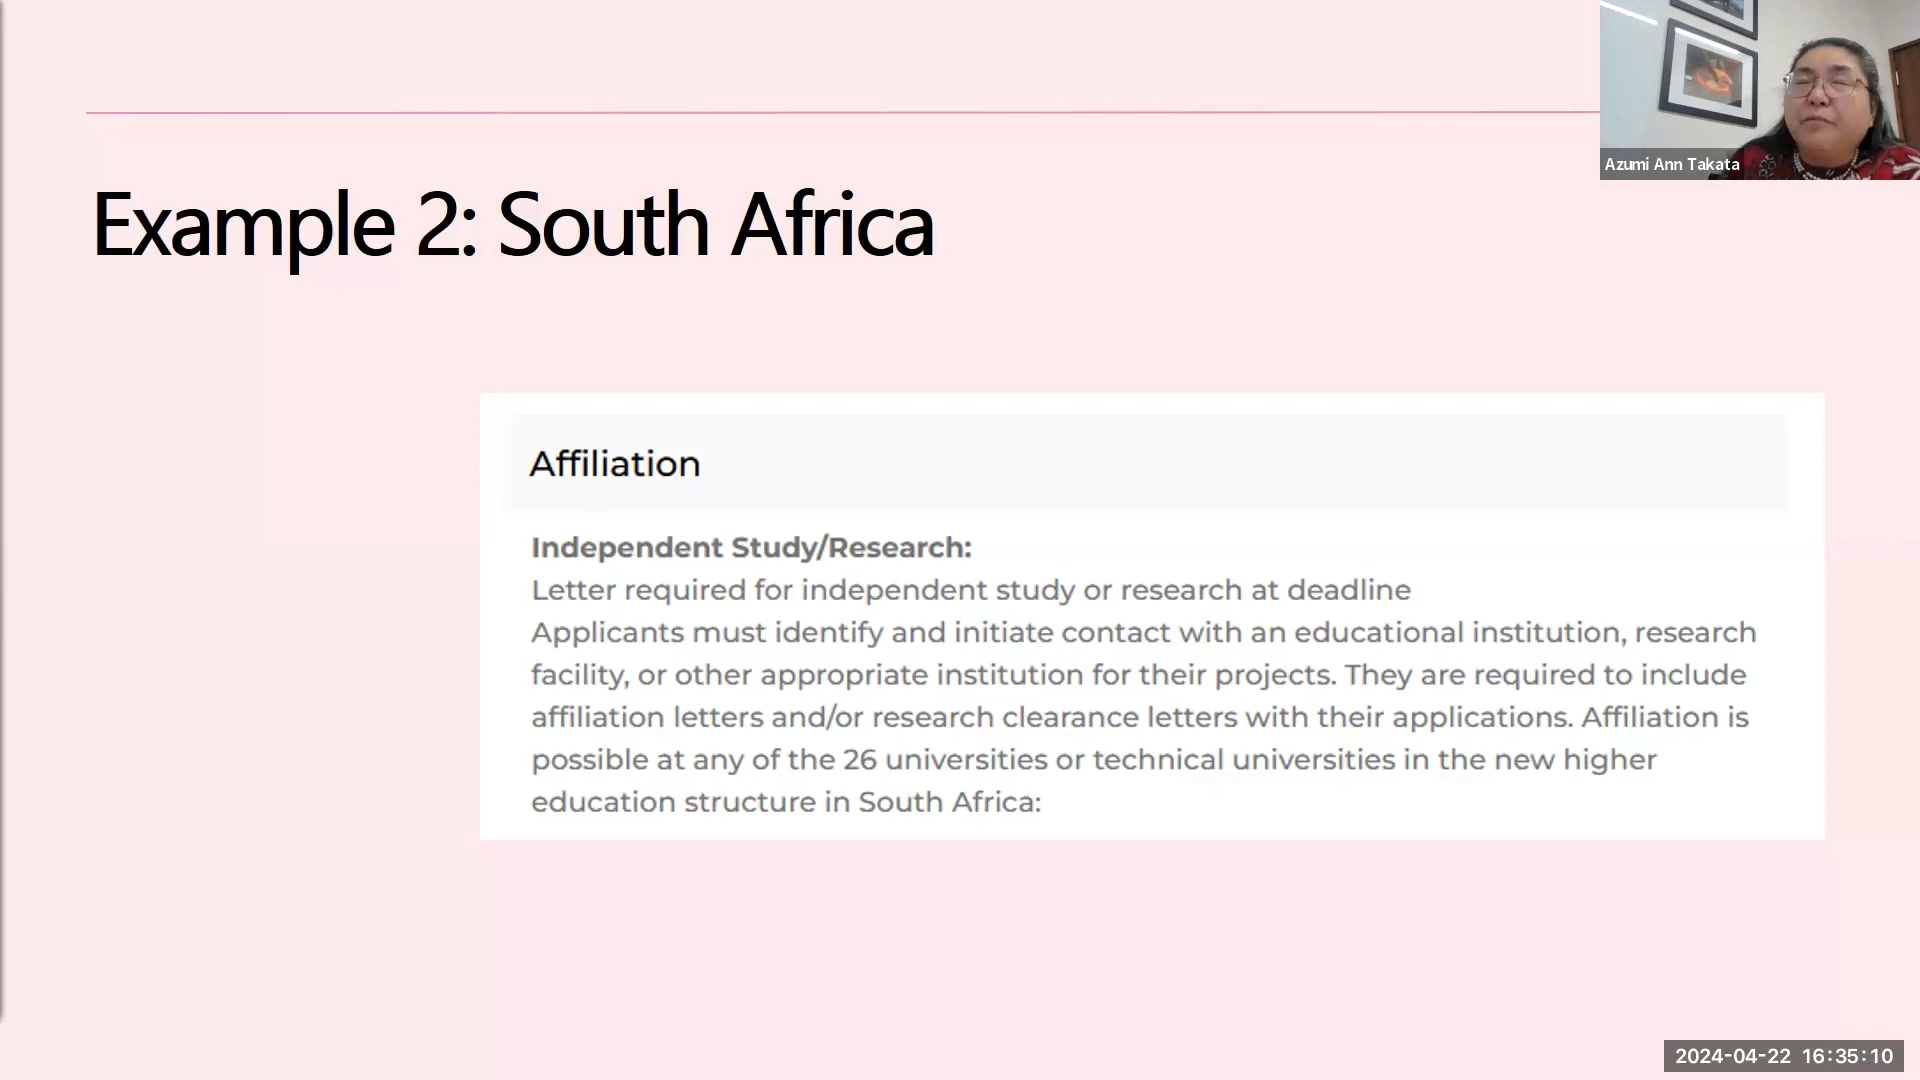 Example 2: South Africa
Azumi Ann Takata
Affiliation
Independent Study/Research:
Letter required for independent study or research at deadline
Applicants must identify and initiate contact with an educational institution, research
facility, or other appropriate institution for their projects. They are required to include
affiliation letters and/or research clearance letters with their applications. Affiliation is
possible at any of the 26 universities or technical universities in the new higher
education structure in South Africa:
2024-04-22 16:35:10